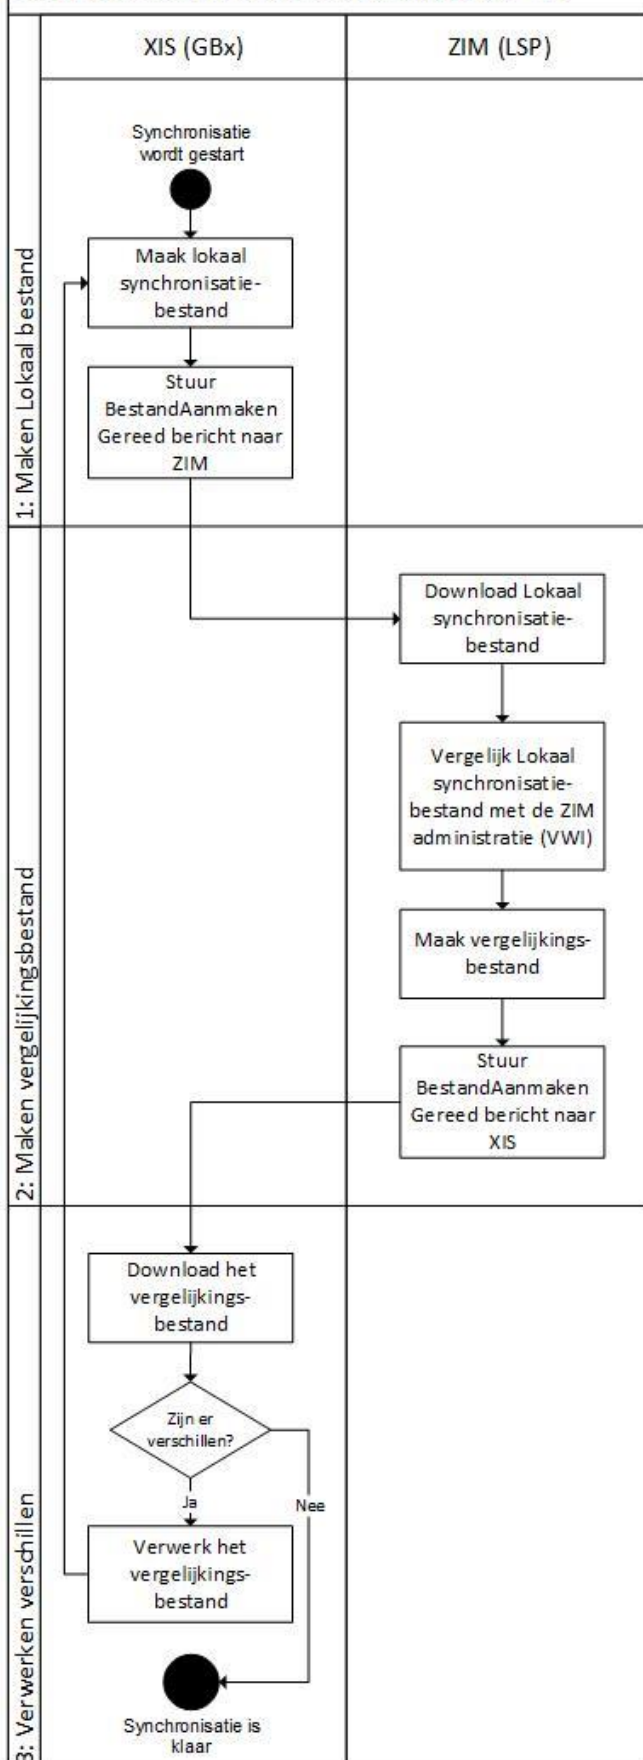 XIS (GBx)
ZIM (LSP)
1: Maken Lokaal bestand
Synchronisatie
wordt gestart
Maak lokaal
synchronisatie-
bestand
Stuur
BestandAanmaken
Gereed bericht naar
ZIM
2: Maken vergelijkingsbestand
Download Lokaal
synchronisatie-
bestand
Vergelijk Lokaal
synchronisatie-
bestand met de ZIM
administratie (VWI)
Maak vergelijkings-
bestand
Stuur
BestandAanmaken
Gereed bericht naar
XIS
3: Verwerken verschillen
Download het
vergelijkings-
bestand
Zijn er
verschillen?
Ja
Nee
Verwerk het
vergelijkings-
bestand
Synchronisatie is
klaar